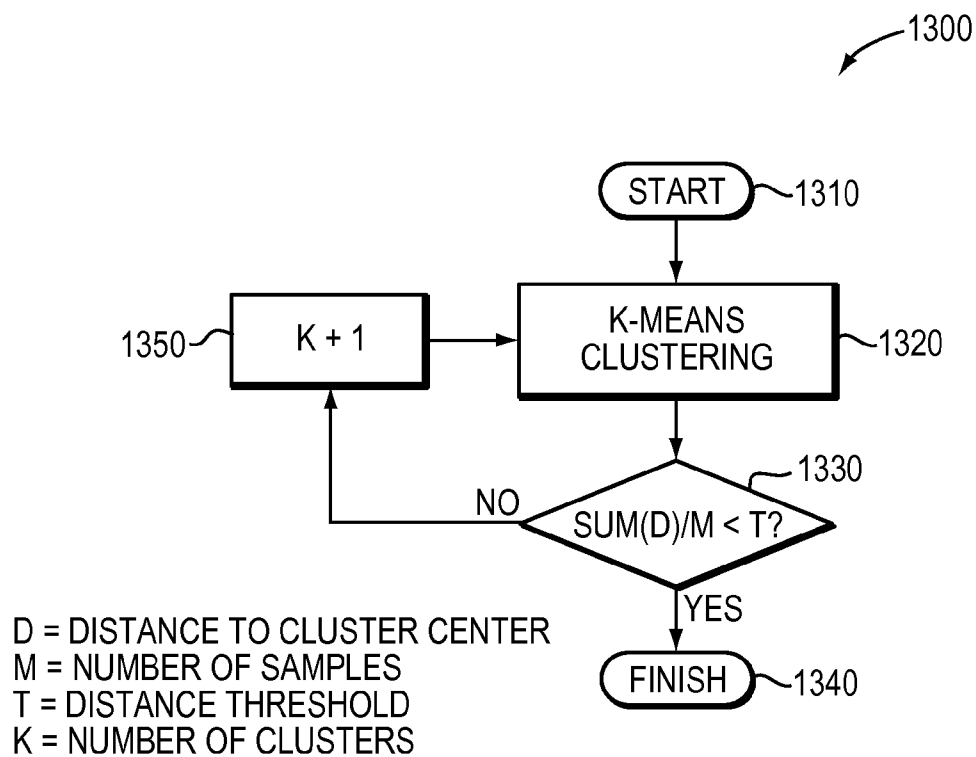 1300
START
1310
K-MEANS
CLUSTERING
1320
K + 1
1350
1330
SUM(D)/M < T?
NO
YES
FINISH
1340
D = DISTANCE TO CLUSTER CENTER
M = NUMBER OF SAMPLES
T = DISTANCE THRESHOLD
K = NUMBER OF CLUSTERS